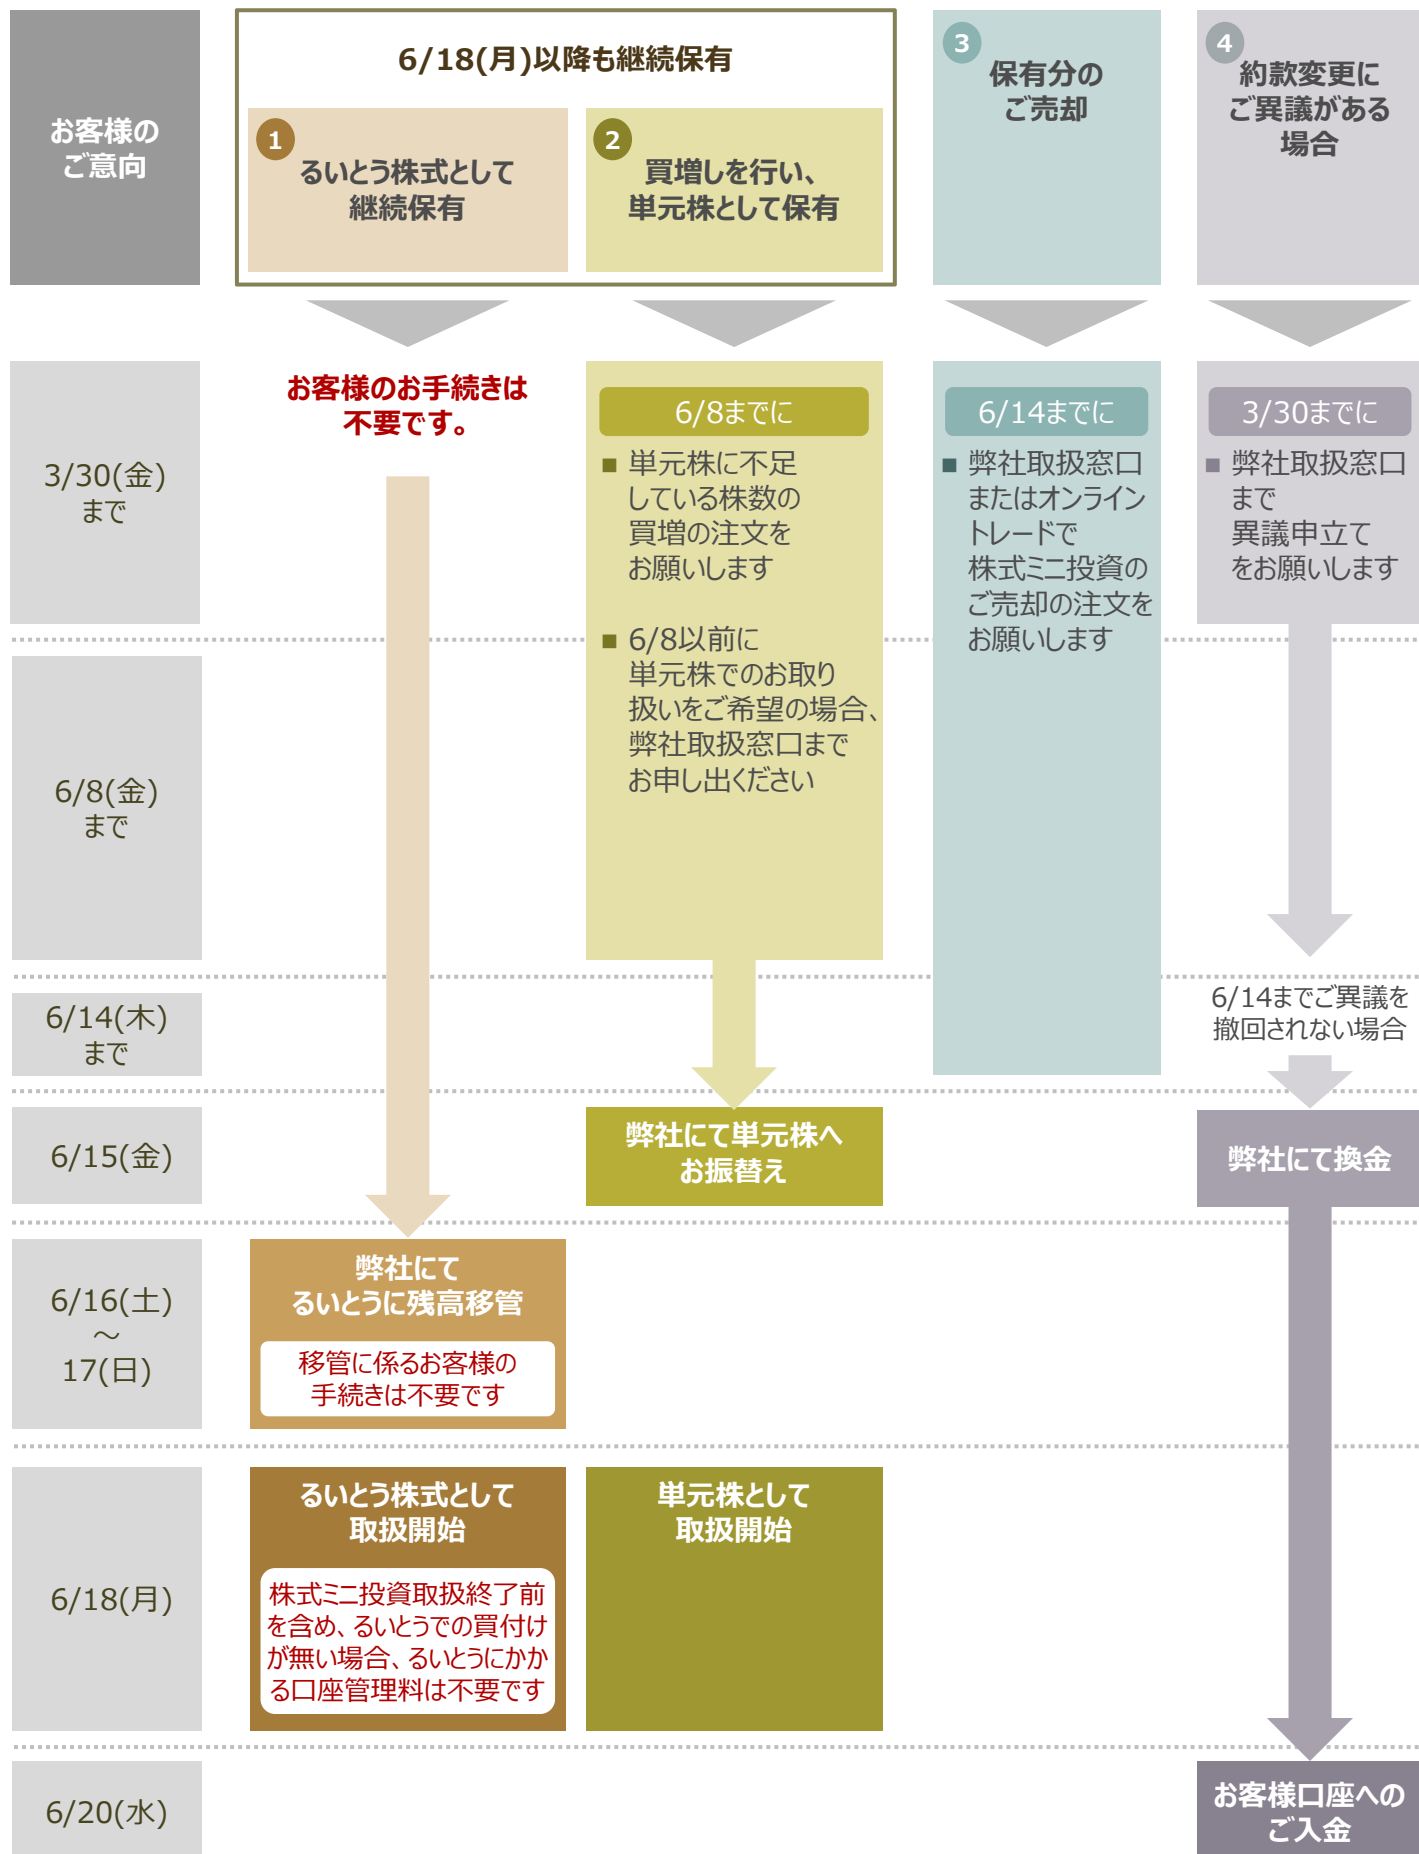 お客様の
ご意向
6/18(月)以降も継続保有
1
るいとう株式として
継続保有
2
買増しを行い、
単元株として保有
3
保有分の
ご売却
4
約款変更に
ご異議がある
場合
3/30(金)
まで
お客様のお手続きは
不要です。
6/8までに
■ 単元株に不足
している株数の
買増の注文を
お願いします
■ 6/8以前に
単元株でのお取り
扱いをご希望の場合、
弊社取扱窓口まで
お申し出ください
6/14までに
■ 弊社取扱窓口
またはオンライン
トレードで
株式ミニ投資の
ご売却の注文を
お願いします
3/30までに
■ 弊社取扱窓口
まで
異議申立て
をお願いします
6/8(金)
まで
6/14(木)
まで
6/14までご異議を
撤回されない場合
6/15(金)
弊社にて単元株へ
お振替え
弊社にて換金
6/16(土)
～
17(日)
弊社にて
るいとうに残高移管
移管に係るお客様の
手続きは不要です
6/18(月)
るいとう株式として
取扱開始
株式ミニ投資取扱終了前
を含め、るいとうでの買付け
が無い場合、るいとうにかか
る口座管理料は不要です
単元株として
取扱開始
6/20(水)
お客様口座への
ご入金